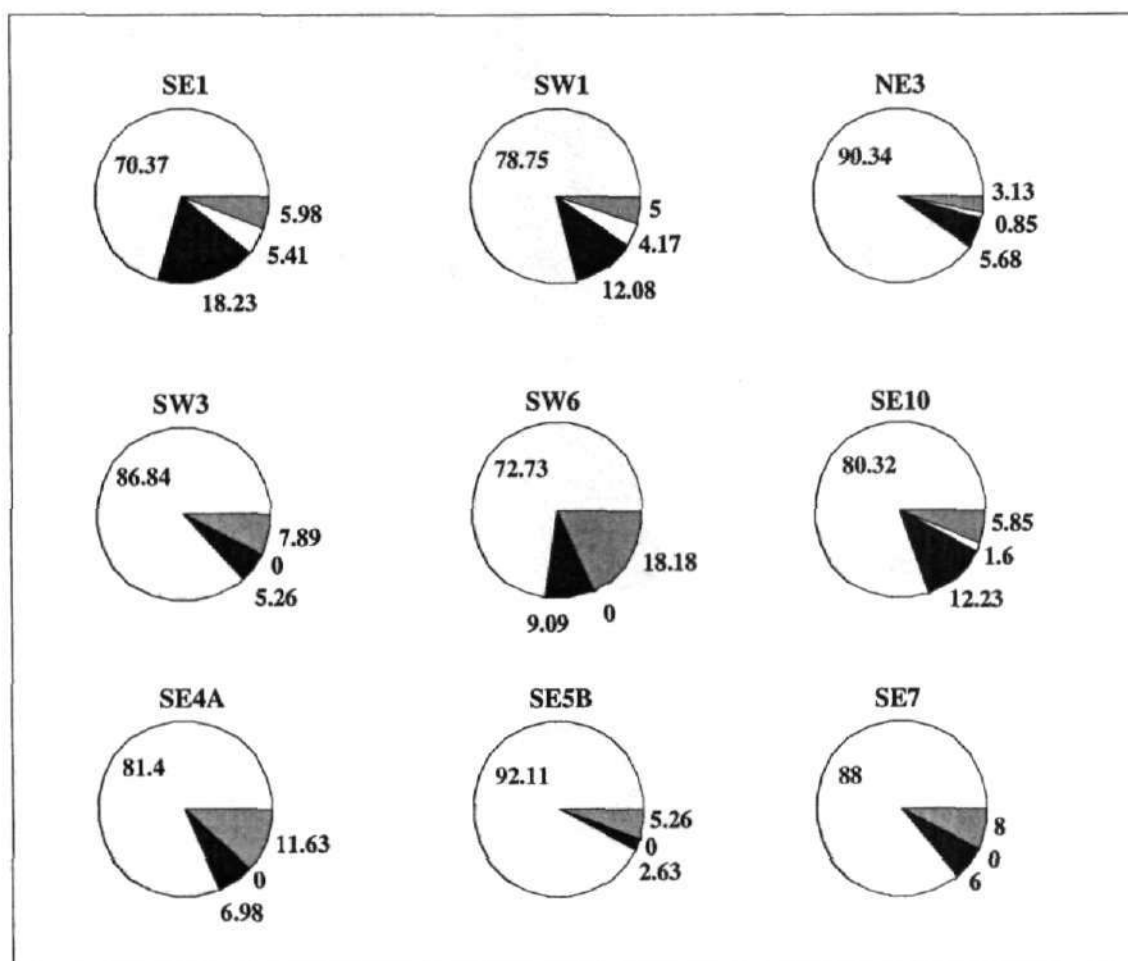 SE1 SW1 NE3
70.37 78.75 90.34
5.98 5 3.13
5.41 4.17 0.85
18.23 12.08 5.68
SW3 SW6 SE10
86.84 72.73 80.32
7.89 18.18 5.85
0 0 1.6
5.26 9.09 12.23
SE4A SE5B SE7
81.4 92.11 88
11.63 5.26 8
0 0 0
6.98 2.63 6